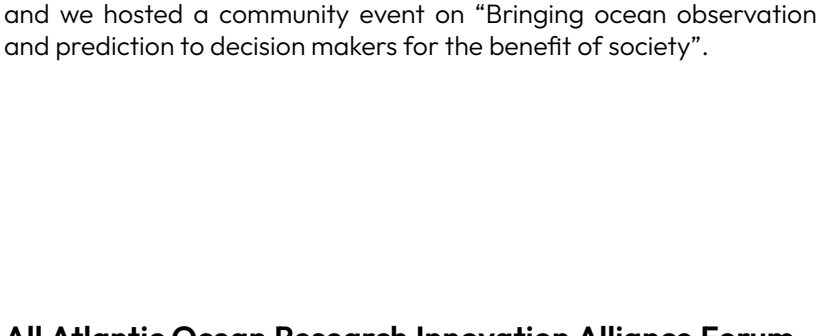 and we hosted a community event on “Bringing ocean observation
and prediction to decision makers for the benefit of society”.
All Atlantic Ocean Research Innovation Alliance Forum